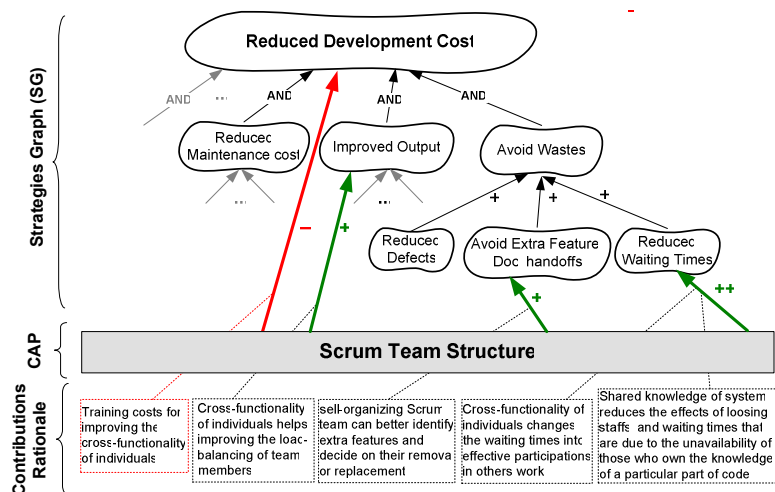 Reduced Development Cost
AND
...
AND
AND
AND
Reduced
Maintenance cost
Improved Output
Avoid Wastes
...
...
+
+
+
Reduced
Defects
Avoid Extra Feature
Doc handoffs
Reduced
Waiting Times
−
+
+
++
Strategies Graph (SG)
CAP
Scrum Team Structure
Contributions
Rationale
Training costs for
improving the
cross-functionality
of individuals
Cross-functionality
of individuals helps
improving the load-
balancing of team
members
self-organizing Scrum
team can better identify
extra features and
decide on their remova
or replacement
Cross-functionality of
individuals changes
the waiting times into
effective participations
in others work
Shared knowledge of system
reduces the effects of loosing
staffs and waiting times that
are due to the unavailability of
those who own the knowledge
of a particular part of code